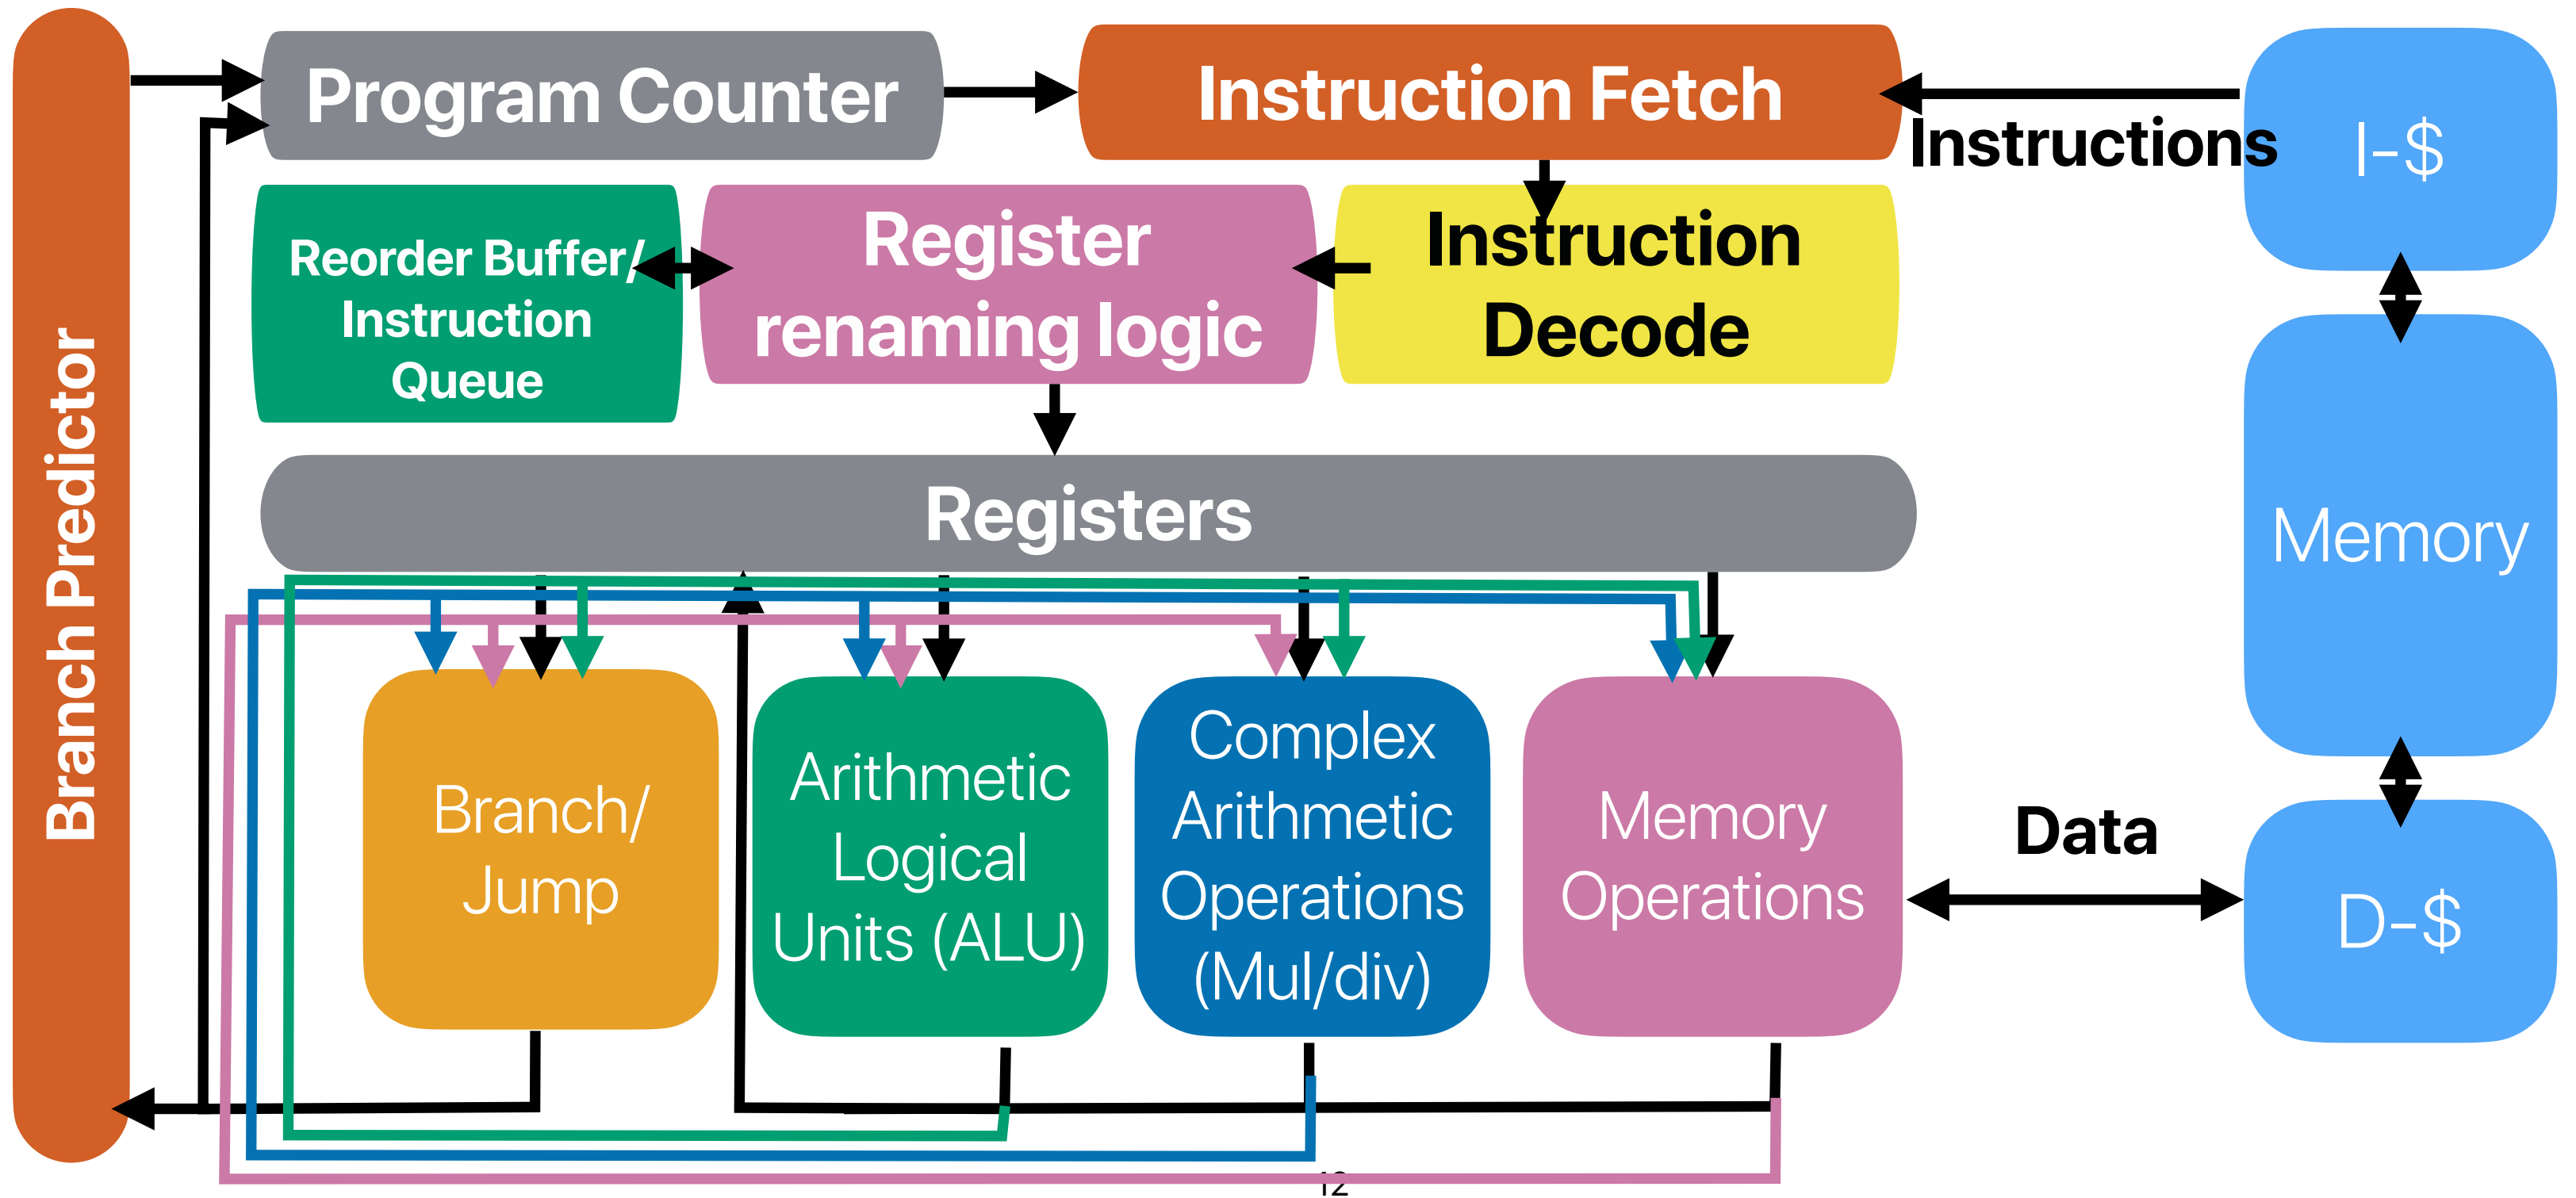 Branch Predictor
Program Counter
Instruction Fetch
Instructions
I-$
Reorder Buffer/
Instruction
Queue
Register
renaming logic
Instruction
Decode
Registers
Memory
Branch/
Jump
Arithmetic
Logical
Units (ALU)
Complex
Arithmetic
Operations
(Mul/div)
Memory
Operations
Data
D-$
12